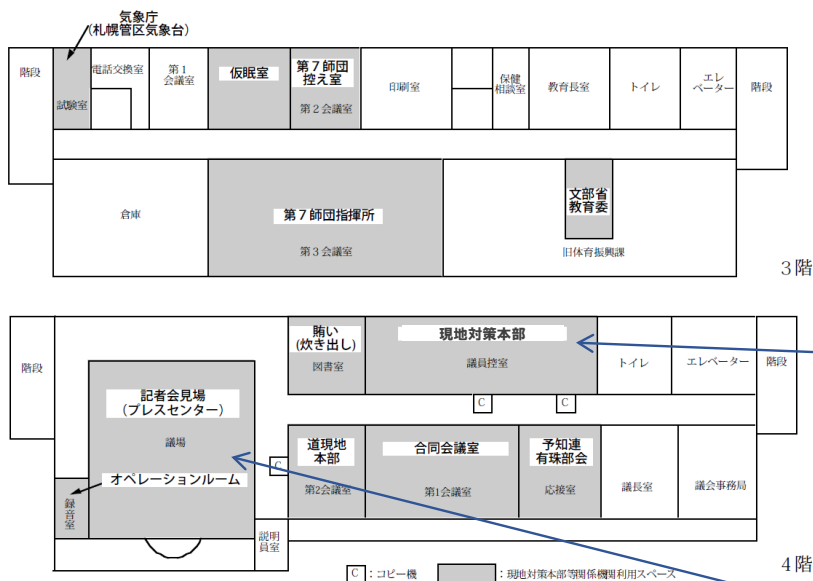 気象庁
(札幌管区気象台)
階段
試験室
電話交換室
第1
会議室
仮眠室
第7師団
控え室
第2会議室
印刷室
保健
相談室
教育長室
トイレ
エレ
ベーター
階段
倉庫
第7師団指揮所
第3会議室
文部省
教育委
旧体育振興課
3階
階段
記者会見場
(プレスセンター)
議場
オペレーションルーム
録音室
説明
員室
賄い
(炊き出し)
図書室
現地対策本部
議員控室
トイレ
エレベーター
階段
C
C
C
道現地
本部
第2会議室
合同会議室
第1会議室
予知連
有珠部会
応接室
議長室
議会事務局
4階
C:コピー機
:現地対策本部等関係機関利用スペース